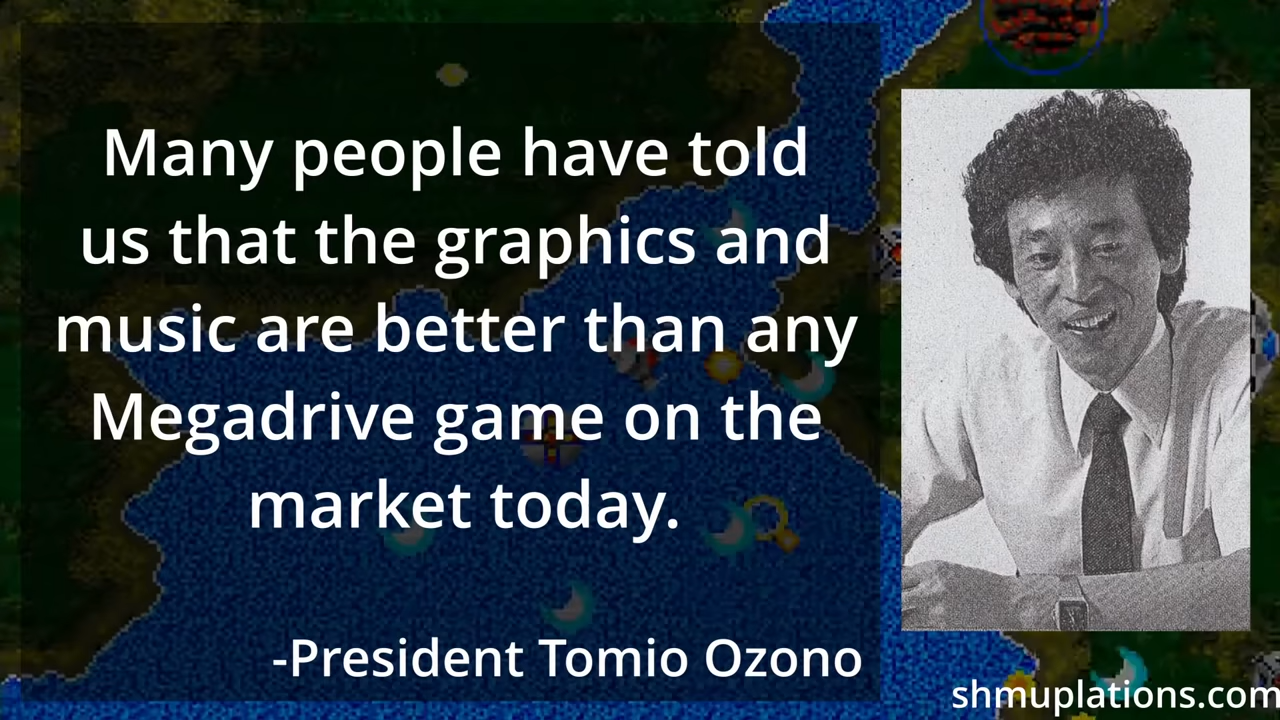 Many people have told
us that the graphics and
music are better than any
Megadrive game on the
market today.
-President Tomio Ozono
shmuplations.com